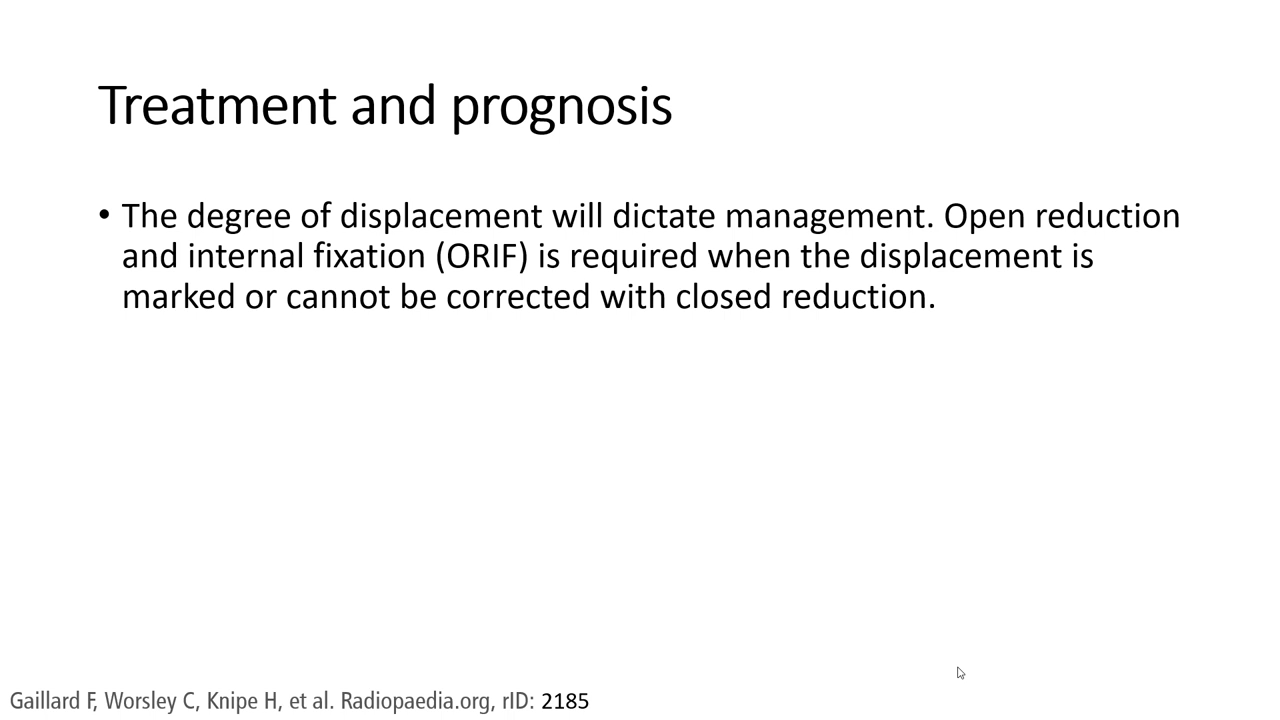 Treatment and prognosis
• The degree of displacement will dictate management. Open reduction
and internal fixation (ORIF) is required when the displacement is
marked or cannot be corrected with closed reduction.
Gaillard F, Worsley C, Knipe H, et al. Radiopaedia.org, rID: 2185